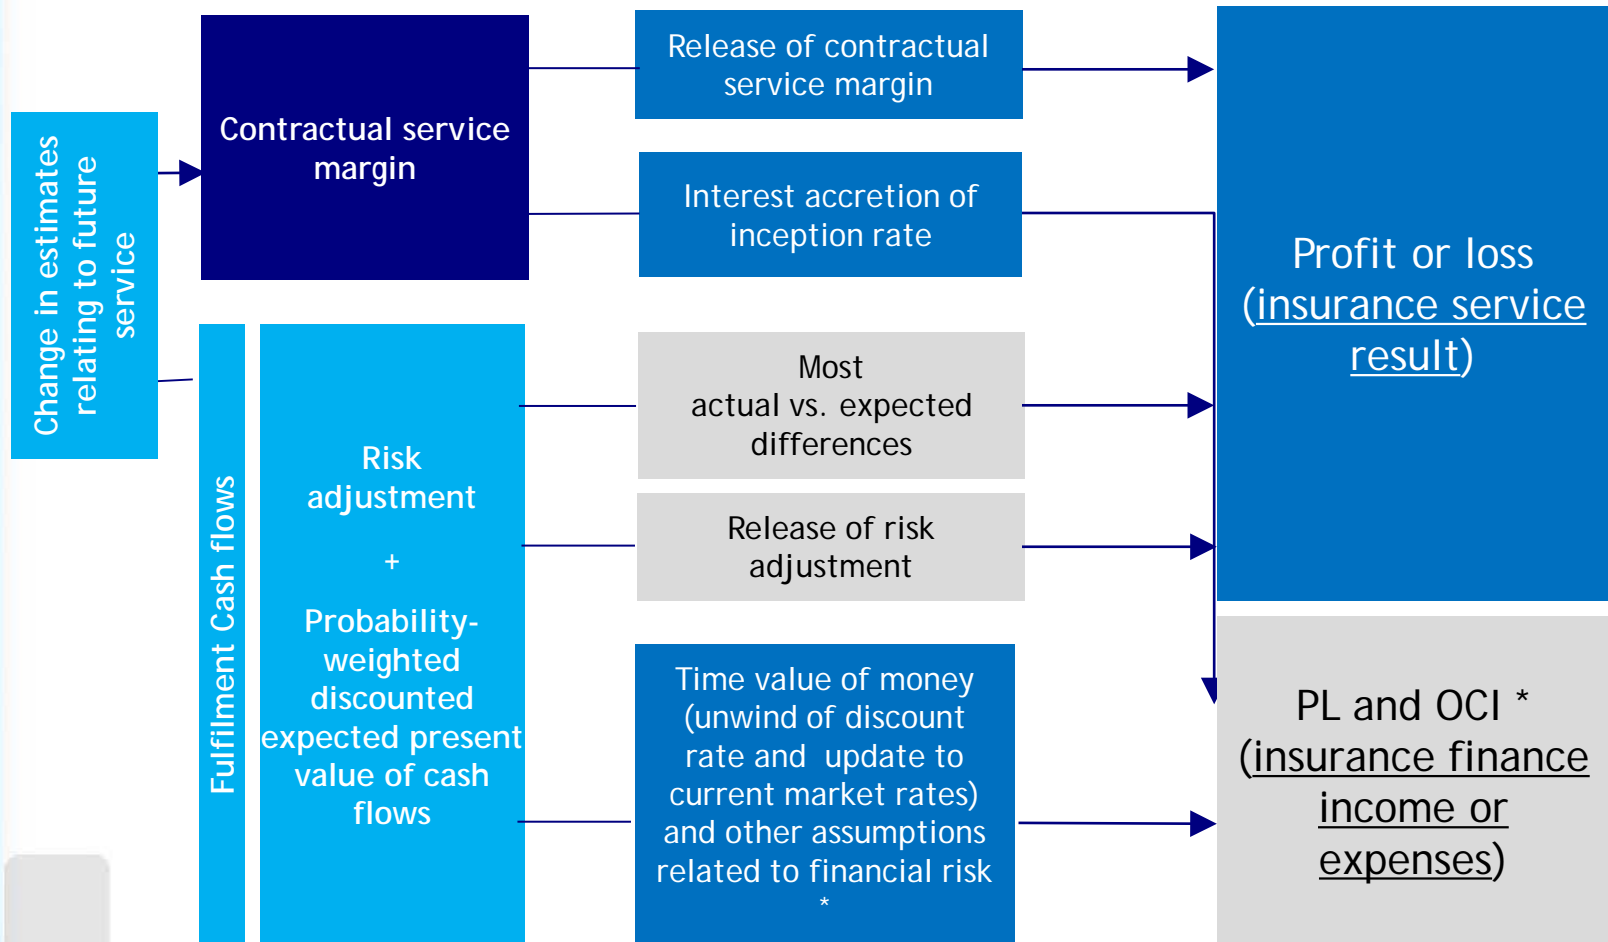 Change in estimates
relating to future
service
Contractual service
margin
Release of contractual
service margin
Interest accretion of
inception rate
Profit or loss
(insurance service
result)
Fulfilment Cash flows
Risk
adjustment
+
Probability-
weighted
discounted
expected present
value of cash
flows
Most
actual vs. expected
differences
Release of risk
adjustment
Time value of money
(unwind of discount
rate and update to
current market rates)
and other assumptions
related to financial risk
*
PL and OCI *
(insurance finance
income or
expenses)